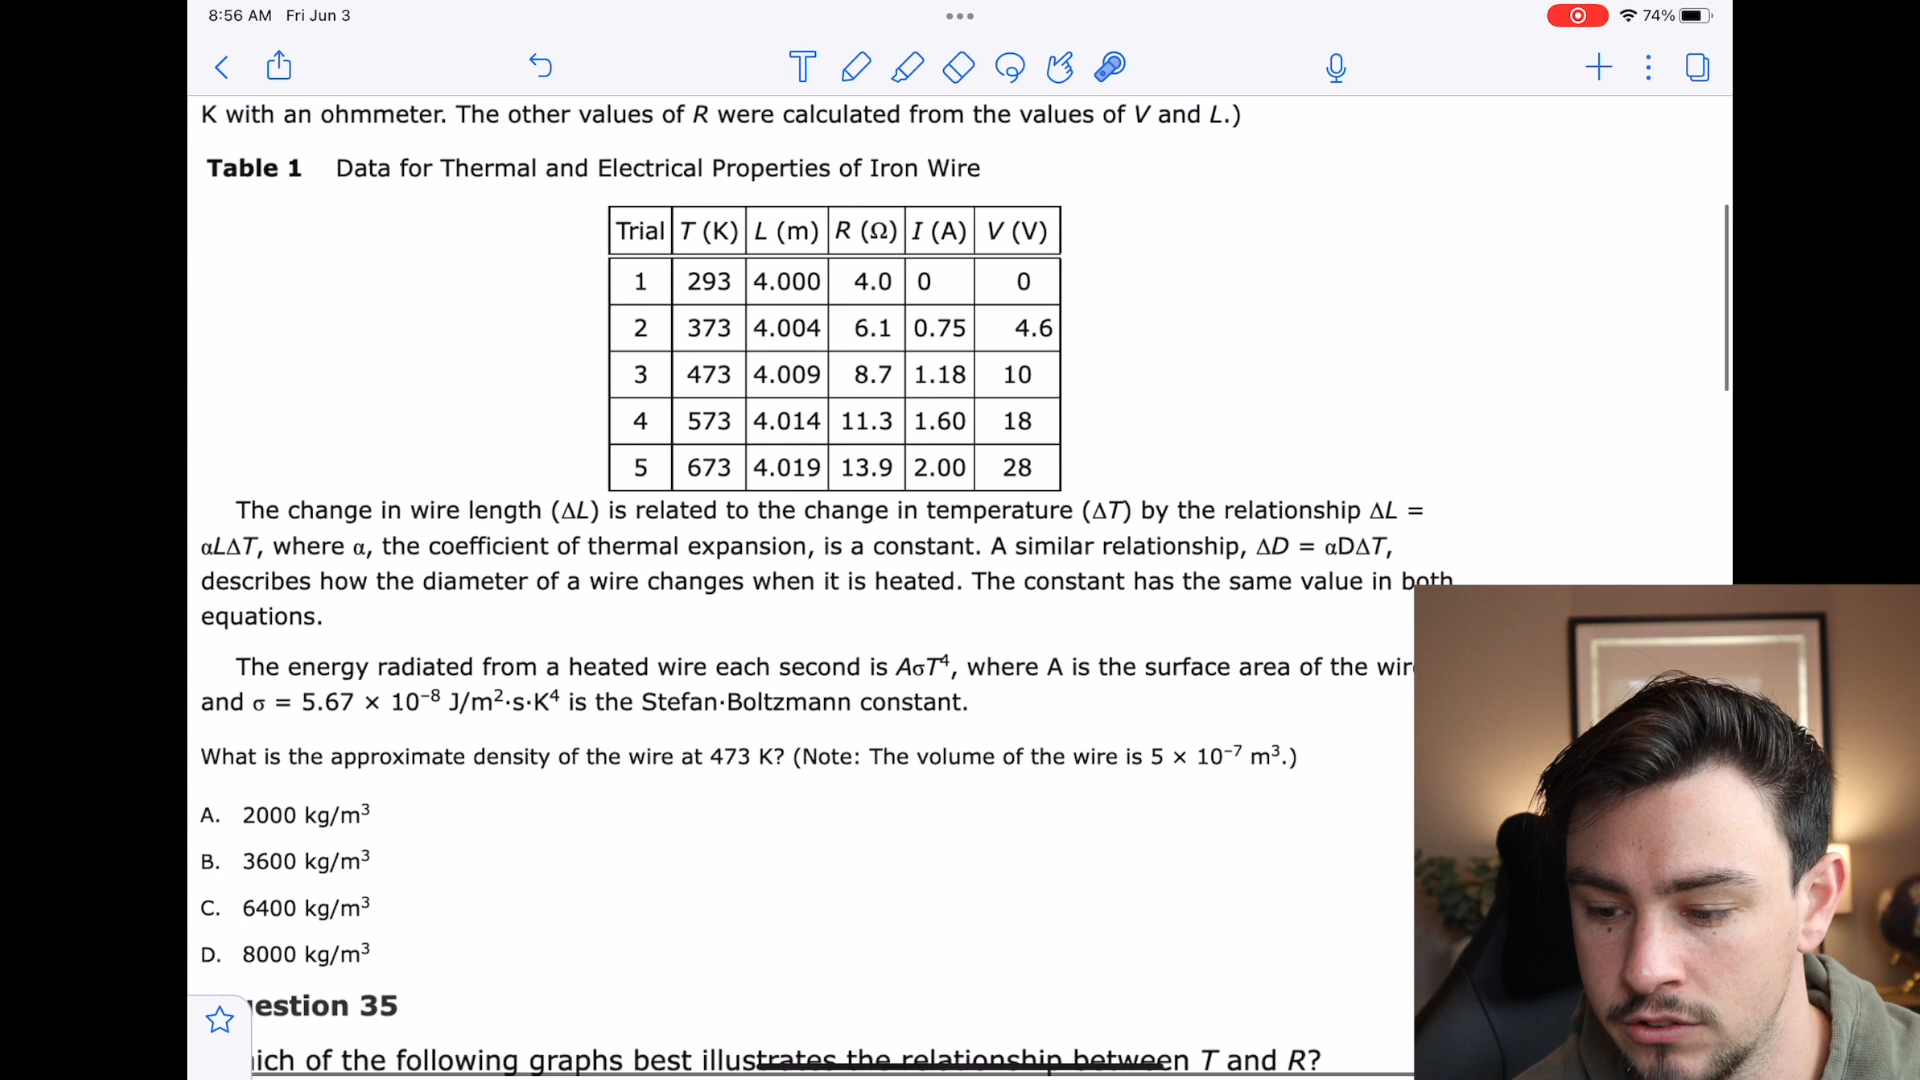 8:56 AM Fri Jun 3
74%
K with an ohmmeter. The other values of R were calculated from the values of V and L.)
Table 1 Data for Thermal and Electrical Properties of Iron Wire
Trial T (K) L (m) R (Ω) I (A) V (V)
1 293 4.000 4.0 0 0
2 373 4.004 6.1 0.75 4.6
3 473 4.009 8.7 1.18 10
4 573 4.014 11.3 1.60 18
5 673 4.019 13.9 2.00 28
The change in wire length (ΔL) is related to the change in temperature (ΔT) by the relationship ΔL =
αLΔT, where α, the coefficient of thermal expansion, is a constant. A similar relationship, ΔD = αDΔT,
describes how the diameter of a wire changes when it is heated. The constant has the same value in both
equations.
The energy radiated from a heated wire each second is AσT⁴, where A is the surface area of the wir
and σ = 5.67 × 10⁻⁸ J/m²·s·K⁴ is the Stefan·Boltzmann constant.
What is the approximate density of the wire at 473 K? (Note: The volume of the wire is 5 × 10⁻⁷ m³.)
A. 2000 kg/m³
B. 3600 kg/m³
C. 6400 kg/m³
D. 8000 kg/m³
estion 35
ich of the following graphs best illustrates the relationship between T and R?